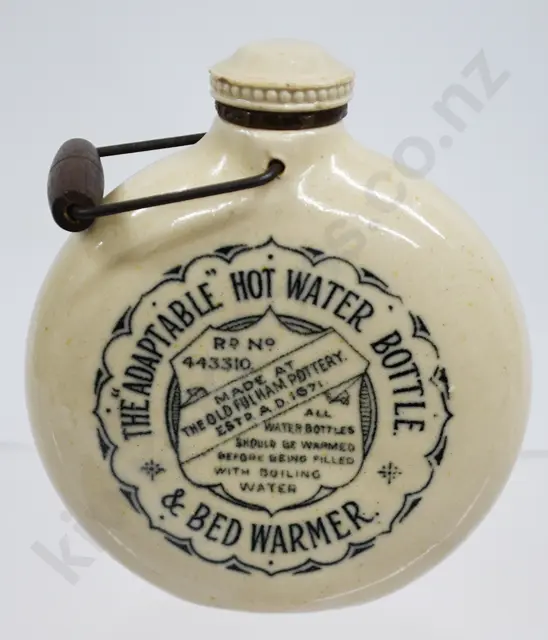 "THE ADAPTABLE" HOT WATER BOTTLE
& BED WARMER.
RD NO
443310.
MADE AT
THE OLD FULHAM POTTERY.
ESTD A.D. 1671.
ALL
WATER BOTTLES
SHOULD BE WARMED
BEFORE BEING FILLED
WITH BOILING
WATER